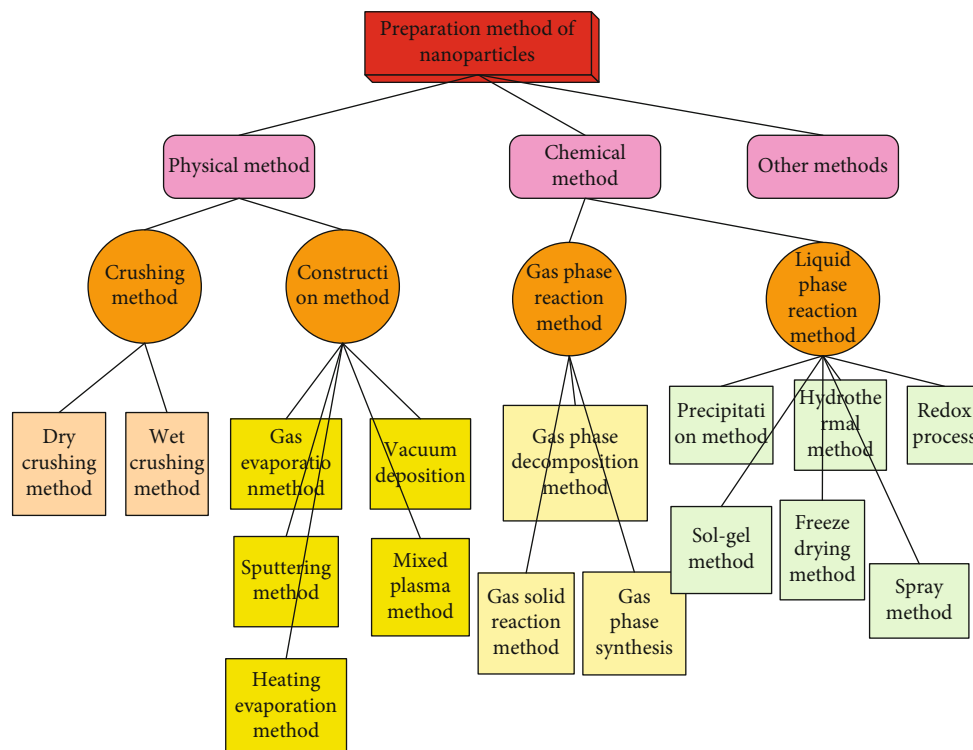 Preparation method of
nanoparticles
Physical method
Chemical
method
Other methods
Crushing
method
Constructi
on method
Gas phase
reaction
method
Liquid
phase
reaction
method
Dry
crushing
method
Wet
crushing
method
Gas
evaporatio
nmethod
Vacuum
deposition
Gas phase
decomposition
method
Precipitati
on method
Hydrothe
rmal method
Redox
process
Sputtering
method
Mixed
plasma
method
Sol-gel
method
Freeze
drying
method
Spray
method
Gas solid
reaction
method
Gas
phase
synthesis
Heating
evaporation
method